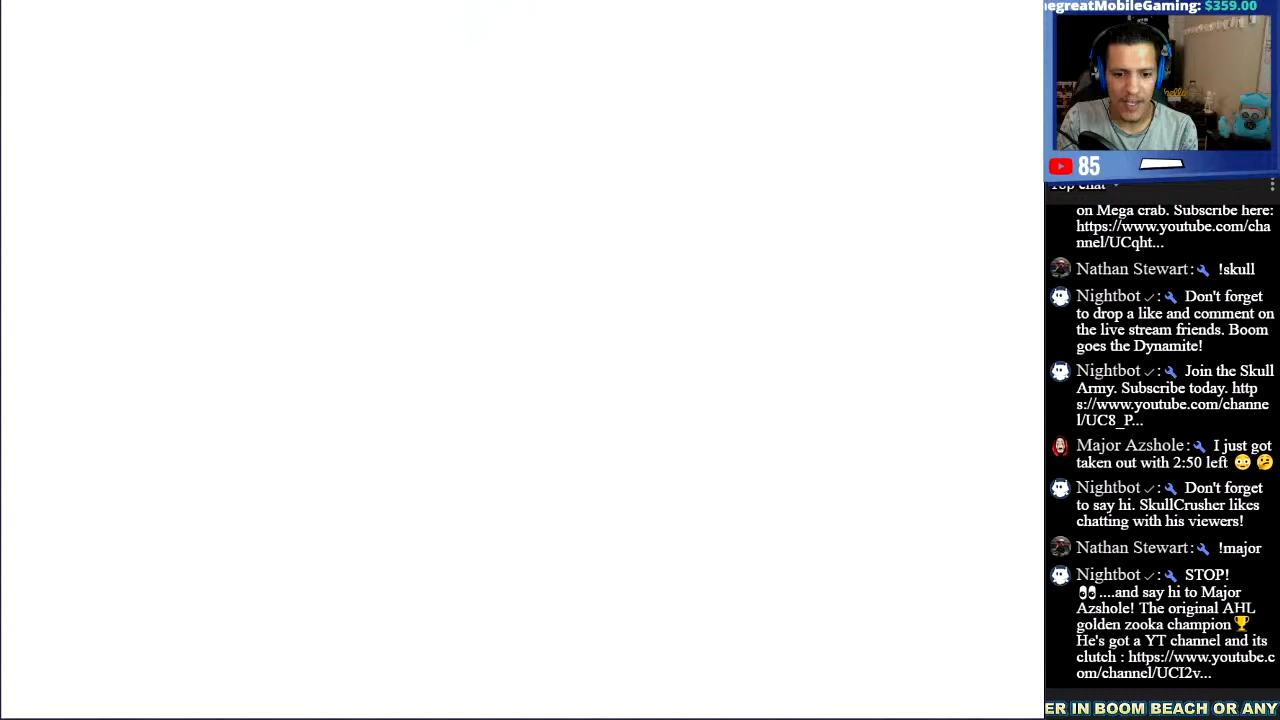 egreatMobileGaming: $359.00
hello
85
Top chat
on Mega crab. Subscribe here:
https://www.youtube.com/cha
nnel/UCqht...
Nathan Stewart: !skull
Nightbot ✓: Don't forget
to drop a like and comment on
the live stream friends. Boom
goes the Dynamite!
Nightbot ✓: Join the Skull
Army. Subscribe today. http
s://www.youtube.com/channe
l/UC8_P...
Major Azshole: I just got
taken out with 2:50 left 😳 🤔
Nightbot ✓: Don't forget
to say hi. SkullCrusher likes
chatting with his viewers!
Nathan Stewart: !major
Nightbot ✓: STOP!
👀....and say hi to Major
Azshole! The original AHL
golden zooka champion🏆
He's got a YT channel and its
clutch : https://www.youtube.c
om/channel/UCI2v...
ER IN BOOM BEACH OR ANY